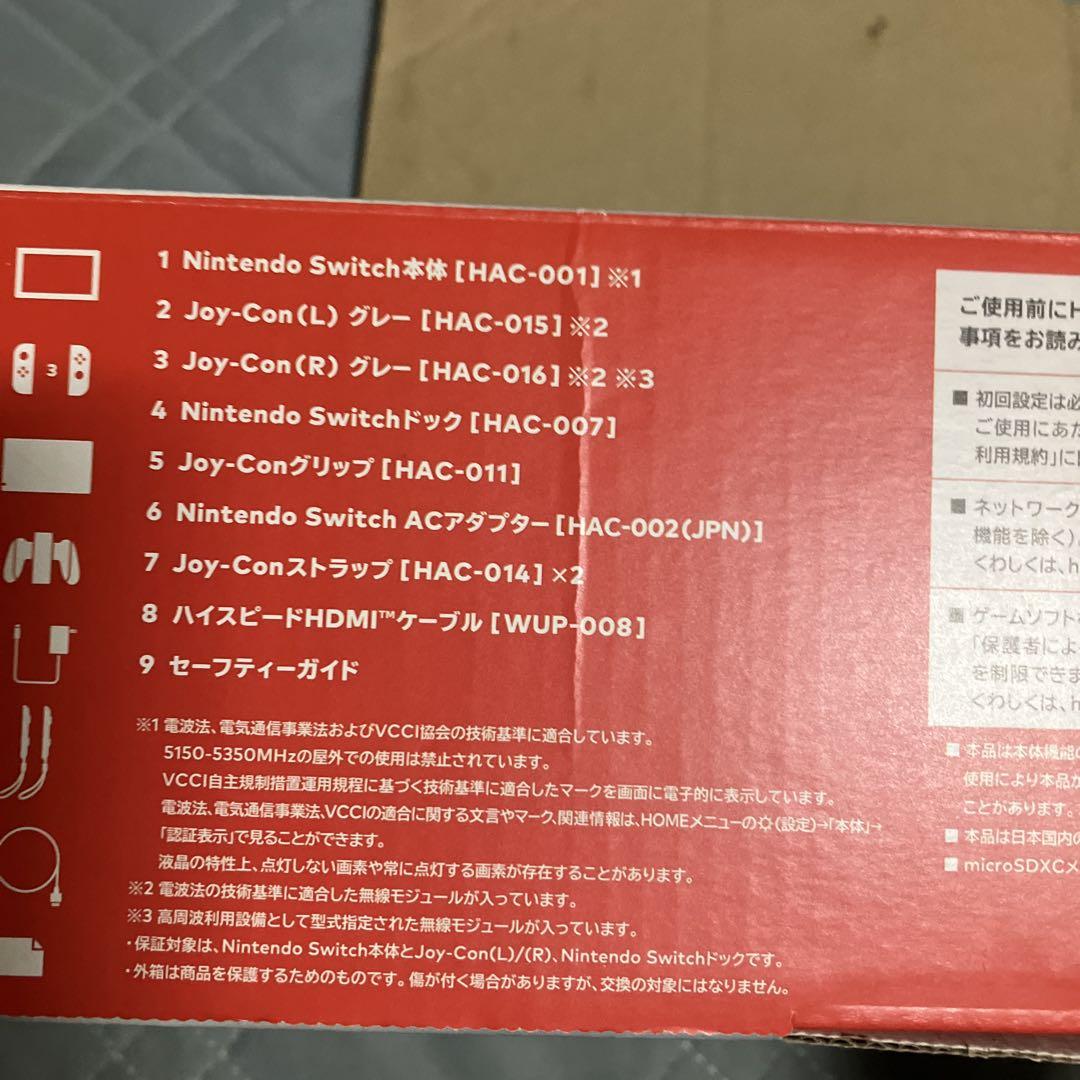 1 Nintendo Switch本体 [HAC-001] ※1
2 Joy-Con(L) グレー [HAC-015] ※2
3 Joy-Con(R) グレー [HAC-016] ※2 ※3
4 Nintendo Switchドック [HAC-007]
5 Joy-Conグリップ [HAC-011]
6 Nintendo Switch ACアダプター [HAC-002(JPN)]
7 Joy-Conストラップ [HAC-014] ×2
8 ハイスピードHDMI™ケーブル [WUP-008]
9 セーフティーガイド
3
※1 電波法、電気通信事業法およびVCCI協会の技術基準に適合しています。
5150-5350MHzの屋外での使用は禁止されています。
VCCI自主規制措置運用規程に基づく技術基準に適合したマークを画面に電子的に表示しています。
電波法、電気通信事業法、VCCIの適合に関する文言やマーク、関連情報は、HOMEメニューの(設定)→「本体」→
「認証表示」で見ることができます。
液晶の特性上、点灯しない画素や常に点灯する画素が存在することがあります。
※2 電波法の技術基準に適合した無線モジュールが入っています。
※3 高周波利用設備として型式指定された無線モジュールが入っています。
・保証対象は、Nintendo Switch本体とJoy-Con(L)/(R)、Nintendo Switchドックです。
・外箱は商品を保護するためのものです。傷が付く場合がありますが、交換の対象にはなりません。
ご使用前にH
事項をお読み
■ 初回設定は必
ご使用にあた
利用規約」に
■ ネットワーク
機能を除く)
くわしくは、h
■ ゲームソフト
「保護者によ
を制限できま
くわしくは、h
■ 本品は本体機能の
使用により本品か
ことがあります。
■ 本品は日本国内の
■ microSDXCメ